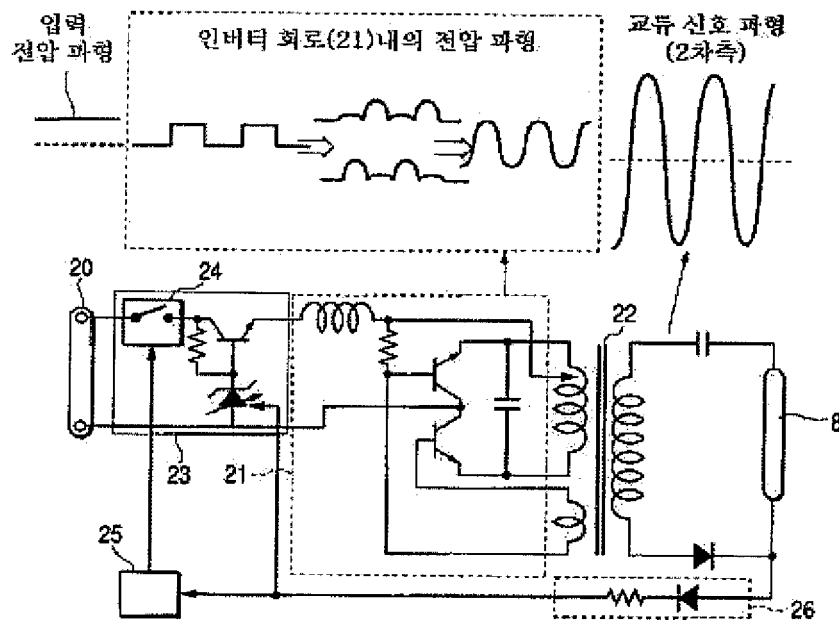 입력
전압 파형
인버터 회로(21)내의 전압 파형
교류 신호 파형
(2차측)
20
24
22
8
23
21
25
26